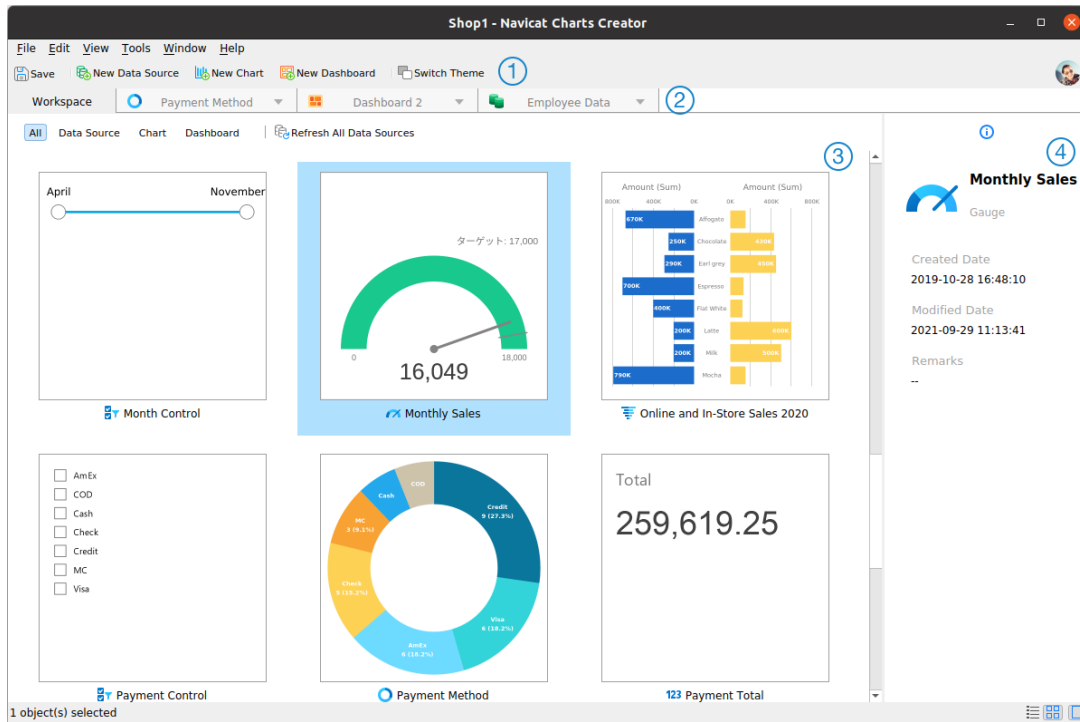 Shop1 - Navicat Charts Creator
File Edit View Tools Window Help
Save New Data Source New Chart New Dashboard Switch Theme 1
Workspace Payment Method Dashboard 2 Employee Data 2
All Data Source Chart Dashboard Refresh All Data Sources
3
4
April November
ターゲット: 17,000
0 18,000
16,049
Amount (Sum) Amount (Sum)
800K 400K 0K 0K 400K 800K
670K Affogato
250K Chocolata 430K
290K Earl grey 450K
700K Espresso
400K Flat White
200K Latte 600K
200K Milk 500K
790K Mocha
Month Control
Monthly Sales
Online and In-Store Sales 2020
Monthly Sales
Gauge
Created Date
2019-10-28 16:48:10
Modified Date
2021-09-29 11:13:41
Remarks
--
AmEx
COD
Cash
Check
Credit
MC
Visa
COD
Cash
Credit
9 (27.3%)
MC
3 (9.1%)
Check
5 (15.2%)
Visa
6 (18.2%)
AmEx
6 (18.2%)
Total
259,619.25
Payment Control
Payment Method
123 Payment Total
1 object(s) selected